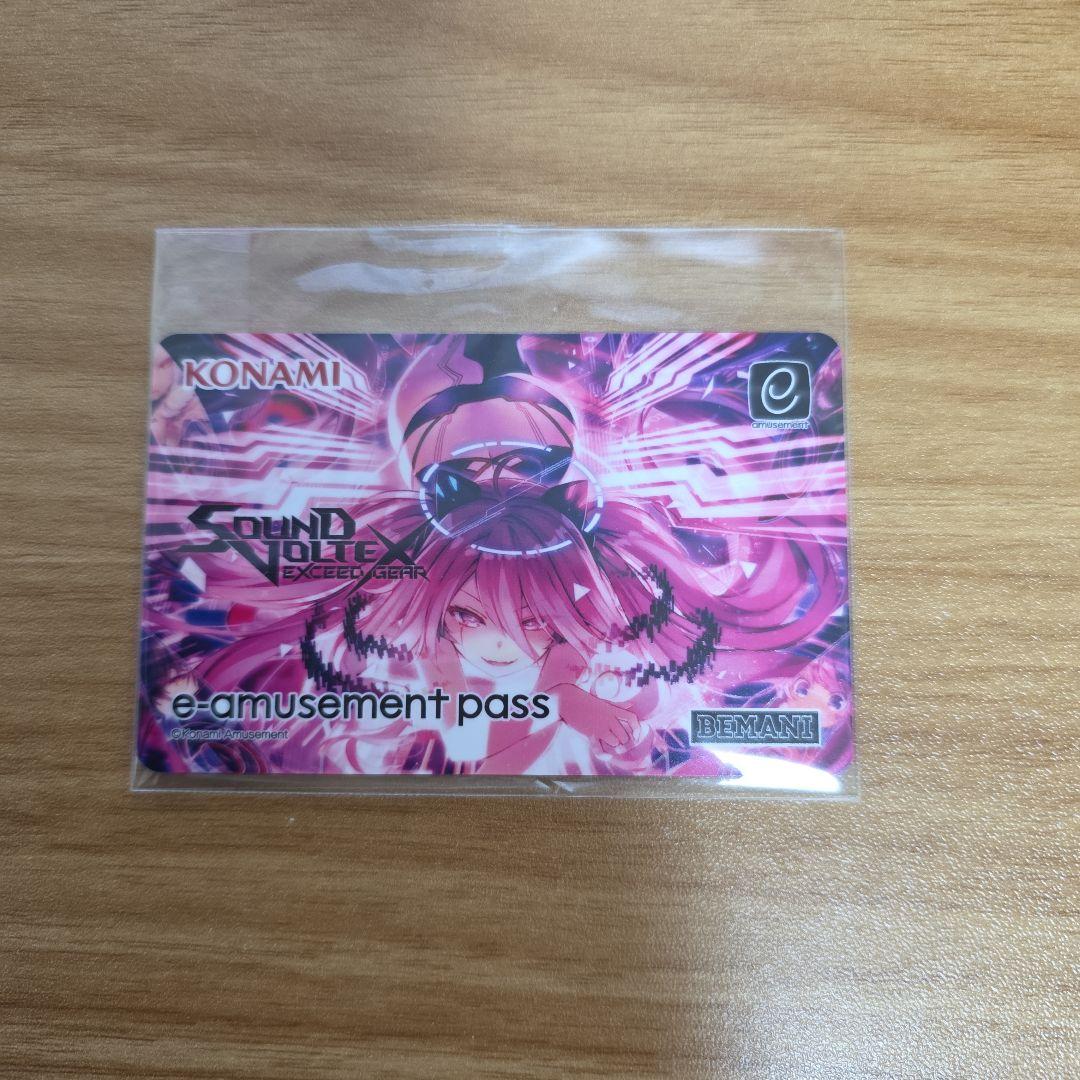 KONAMI
e
amusement
SOUND
VOLTEX
EXCEED GEAR
e-amusement pass
©Konami Amusement
BEMANI